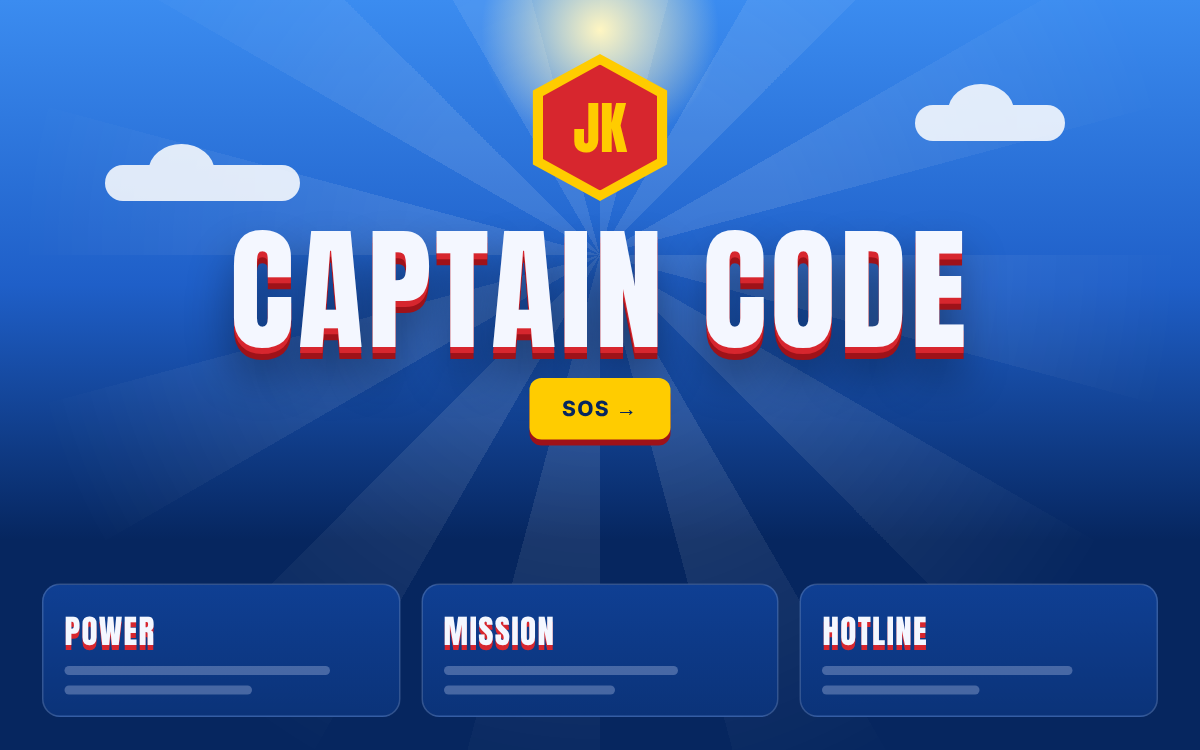 JK
CAPTAIN CODE
SOS →
POWER
MISSION
HOTLINE